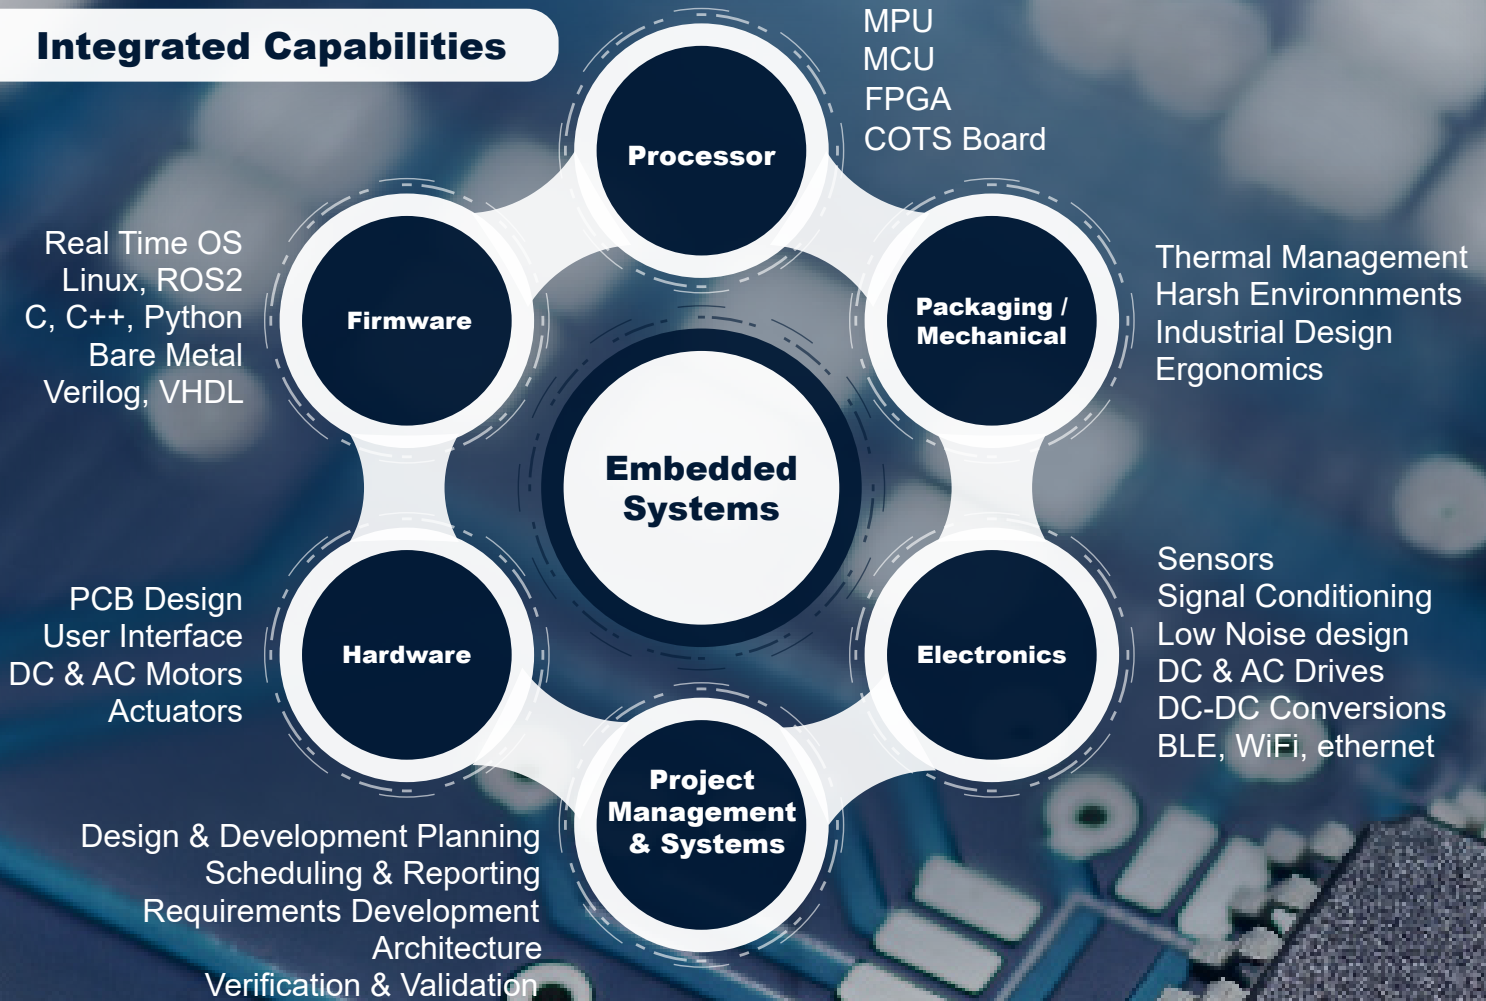 Integrated Capabilities
Processor
MPU
MCU
FPGA
COTS Board
Packaging /
Mechanical
Thermal Management
Harsh Environnments
Industrial Design
Ergonomics
Electronics
Sensors
Signal Conditioning
Low Noise design
DC & AC Drives
DC-DC Conversions
BLE, WiFi, ethernet
Project
Management
& Systems
Design & Development Planning
Scheduling & Reporting
Requirements Development
Architecture
Verification & Validation
Hardware
PCB Design
User Interface
DC & AC Motors
Actuators
Firmware
Real Time OS
Linux, ROS2
C, C++, Python
Bare Metal
Verilog, VHDL
Embedded
Systems